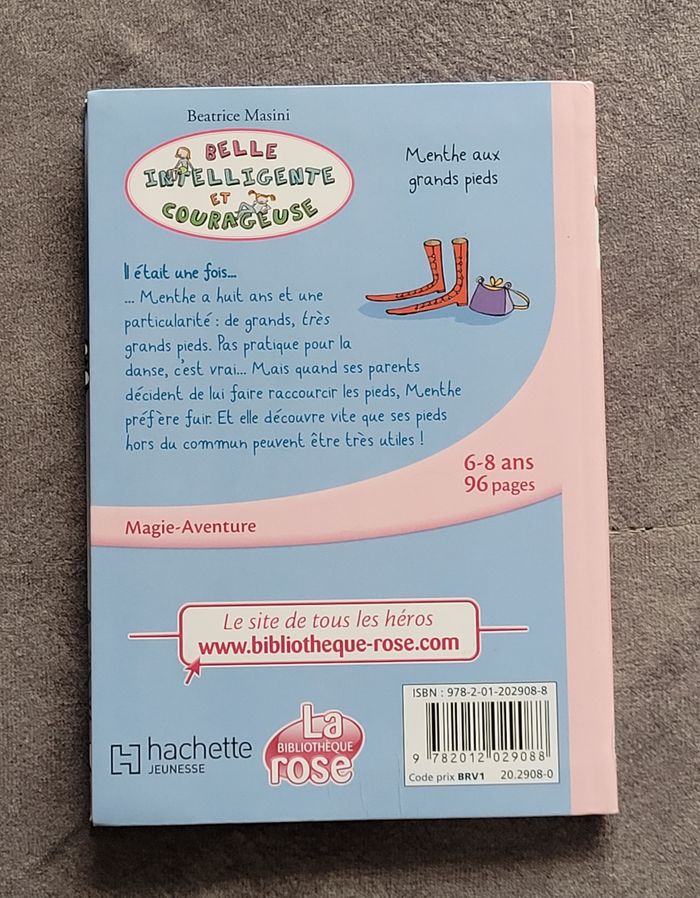 Beatrice Masini
BELLE
INTELLIGENTE
ET
COURAGEUSE
Menthe aux
grands pieds
Il était une fois...
... Menthe a huit ans et une
particularité : de grands, très
grands pieds. Pas pratique pour la
danse, c'est vrai... Mais quand ses parents
décident de lui faire raccourcir les pieds, Menthe
préfère fuir. Et elle découvre vite que ses pieds
hors du commun peuvent être très utiles !
6-8 ans
96 pages
Magie-Aventure
Le site de tous les héros
www.bibliotheque-rose.com
hachette
JEUNESSE
La
BIBLIOTHÈQUE
rose
ISBN : 978-2-01-202908-8
9 782012 029088
Code prix BRV1 20.2908-0